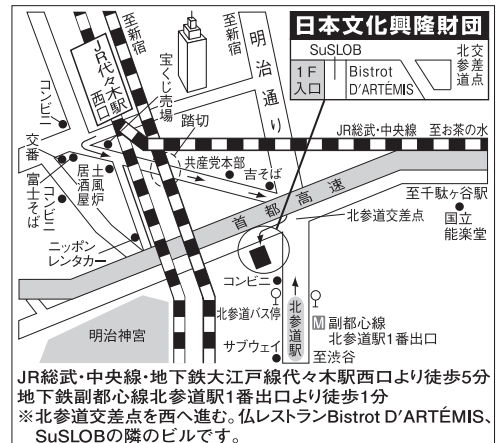 日本文化興隆財団
SuSLOB
1F
入口
Bistrot
D'ARTÉMIS
北参道
交差点
至新宿
至新宿
JR代々木駅
西口
宝くじ売場
明治通り
踏切
コンビニ
交番
富士そば
コンビニ
土風炉
居酒屋
共産党本部
吉そば
JR総武・中央線 至お茶の水
首都高速
至千駄ヶ谷駅
国立
能楽堂
北参道交差点
ニッポン
レンタカー
コンビニ
北参道バス停
サブウェイ
北参道駅
M 副都心線
北参道駅1番出口
至渋谷
明治神宮
JR総武・中央線・地下鉄大江戸線代々木駅西口より徒歩5分
地下鉄副都心線北参道駅1番出口より徒歩1分
※北参道交差点を西へ進む。仏レストランBistrot D'ARTÉMIS、
SuSLOBの隣のビルです。